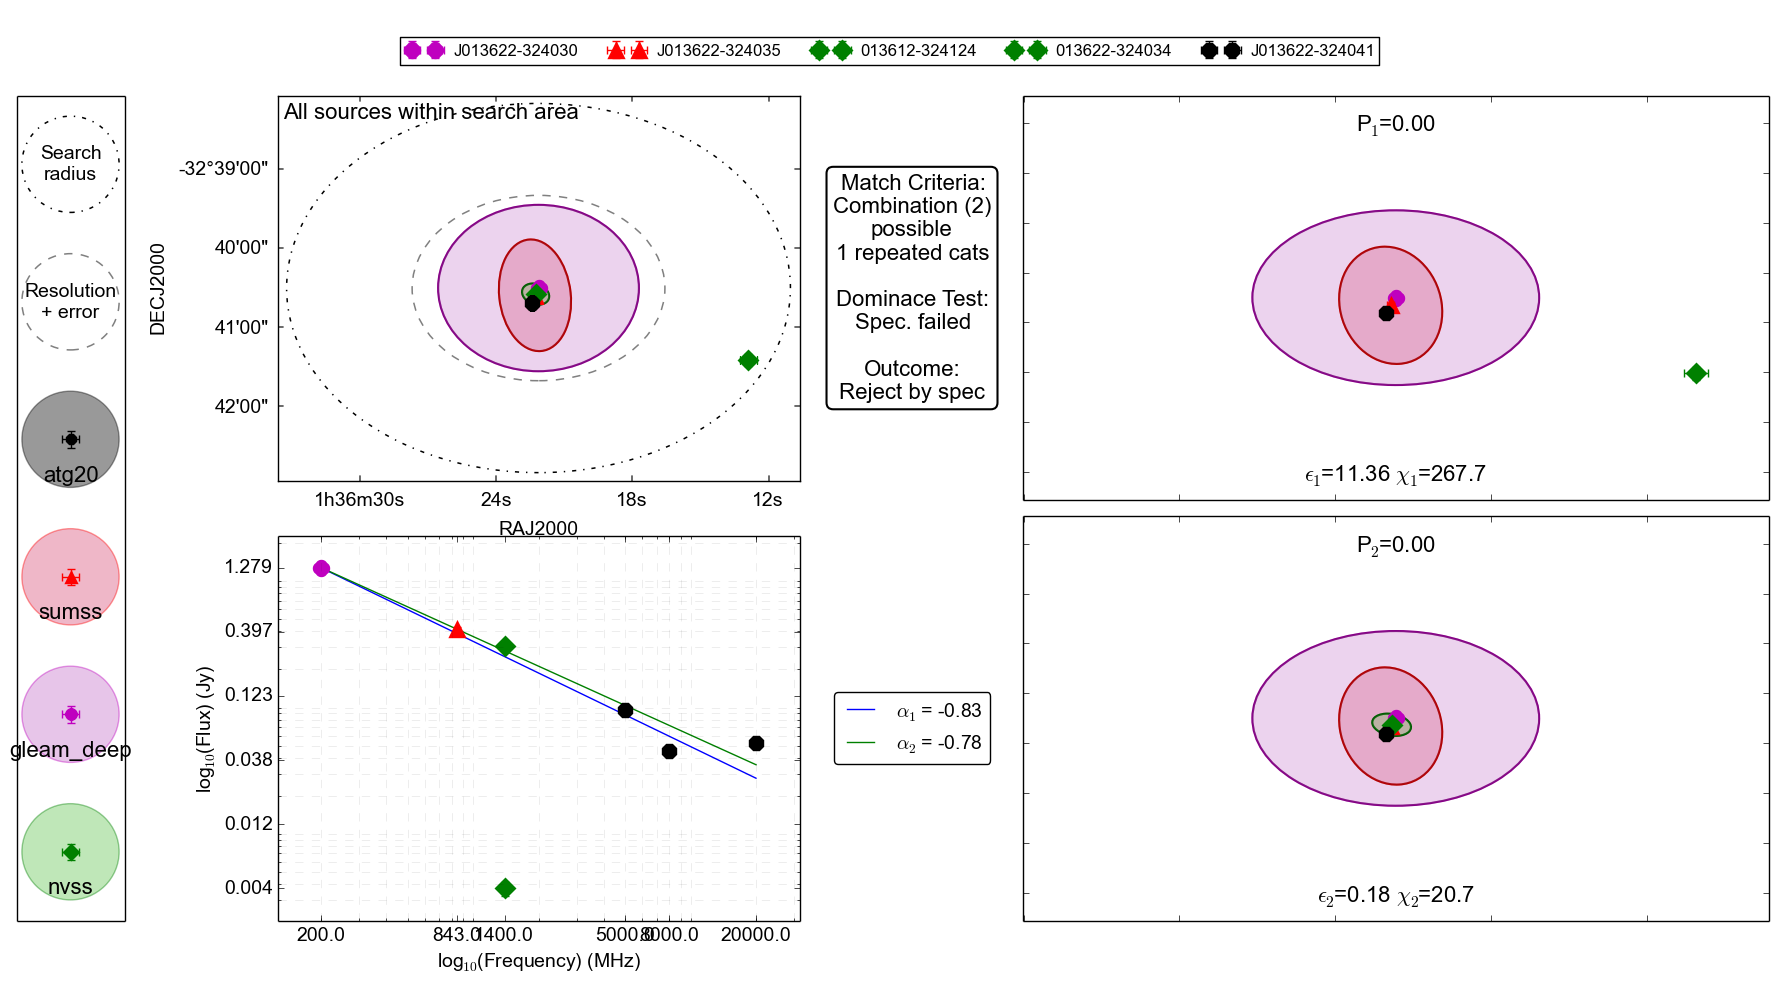 J013622-324030
J013622-324035
013612-324124
013622-324034
J013622-324041
Search
radius
Resolution
+ error
atg20
sumss
gleam_deep
nvss
All sources within search area
DECJ2000
-32°39'00"
40'00"
41'00"
42'00"
1h36m30s
24s
18s
12s
RAJ2000
Match Criteria:
Combination (2)
possible
1 repeated cats
Dominace Test:
Spec. failed
Outcome:
Reject by spec
P₁=0.00
ϵ₁=11.36 χ₁=267.7
log₁₀(Flux) (Jy)
1.279
0.397
0.123
0.038
0.012
0.004
200.0
843.0
1400.0
5000.0
8000.0
20000.0
log₁₀(Frequency) (MHz)
α₁ = -0.83
α₂ = -0.78
P₂=0.00
ϵ₂=0.18 χ₂=20.7